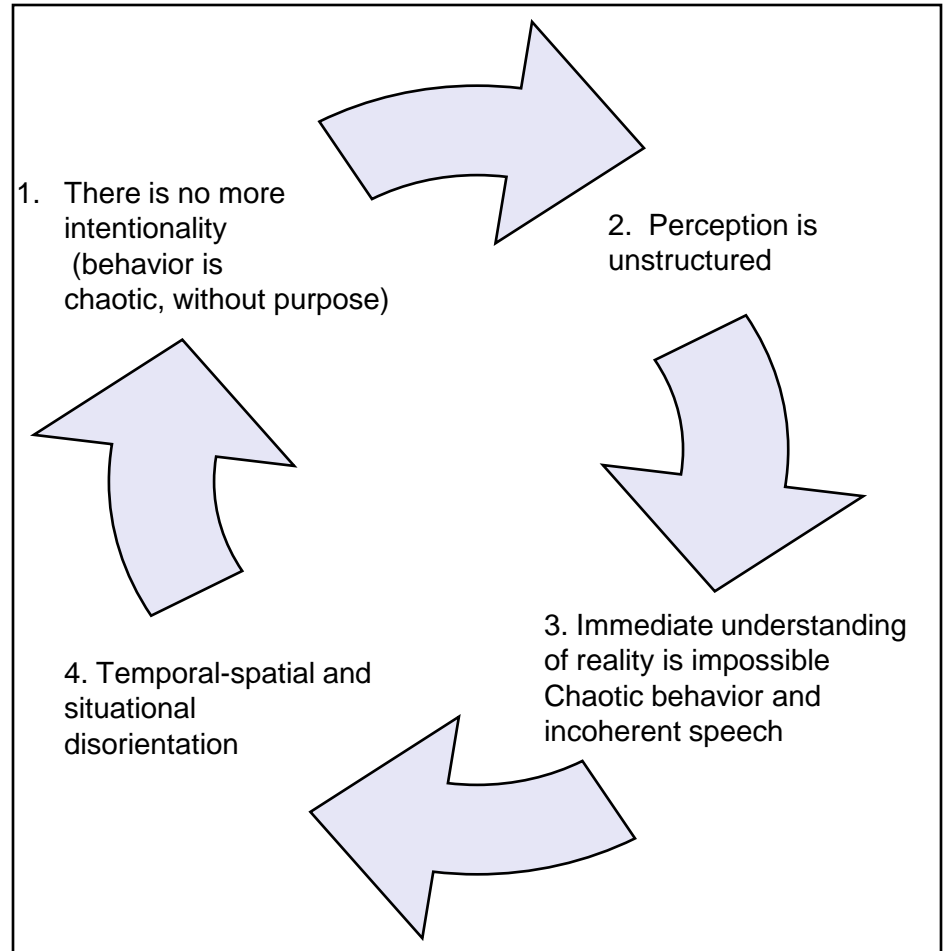 1. There is no more
intentionality
(behavior is
chaotic, without purpose)
2. Perception is
unstructured
3. Immediate understanding
of reality is impossible
Chaotic behavior and
incoherent speech
4. Temporal-spatial and
situational
disorientation